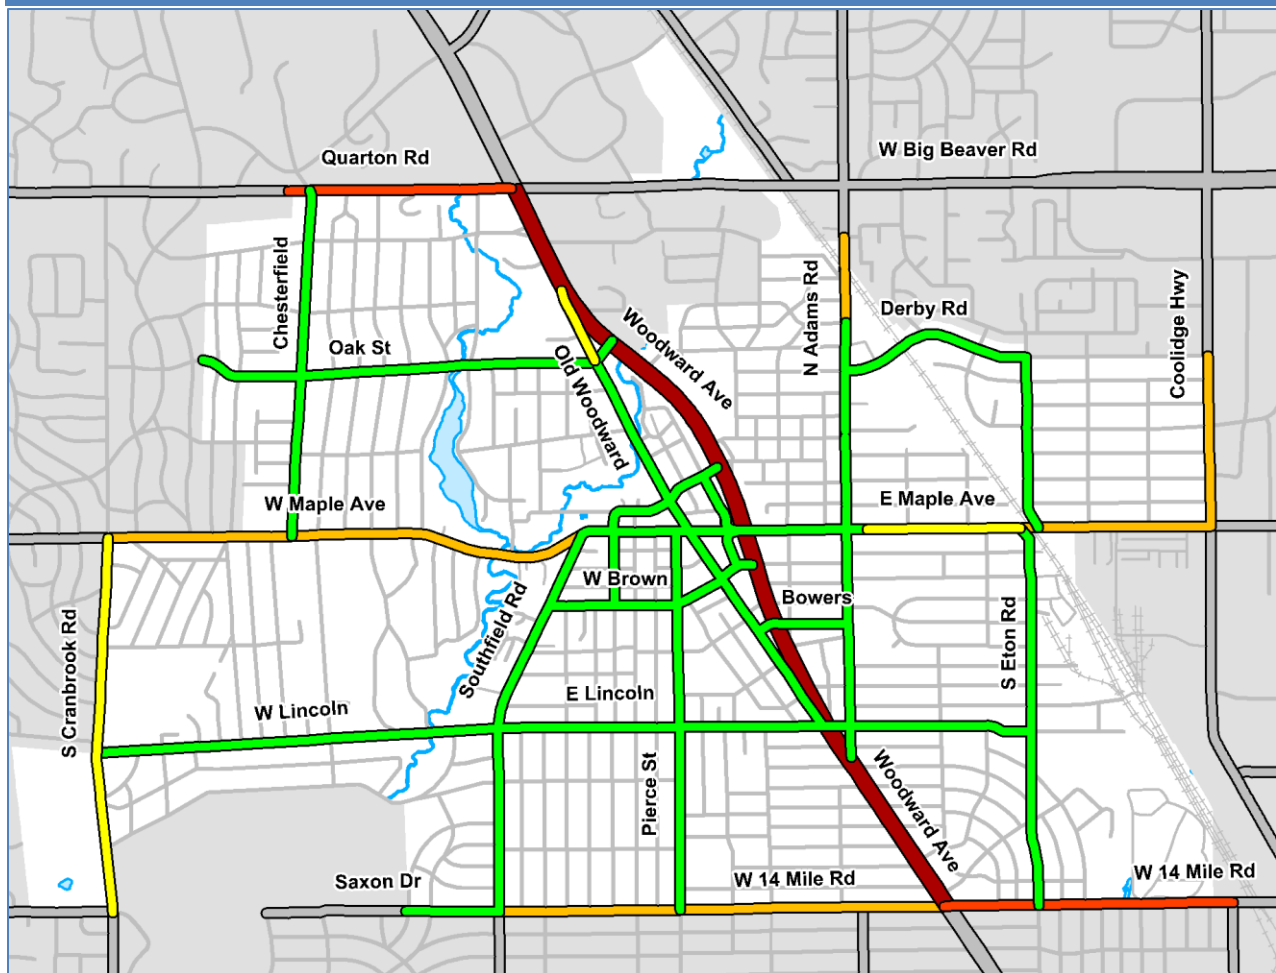 W Big Beaver Rd
Quarton Rd
Chesterfield
N Adams Rd
Coolidge Hwy
Derby Rd
Woodward Ave
Oak St
Old Woodward
W Maple Ave
E Maple Ave
W Brown
Bowers
Southfield Rd
S Eton Rd
S Cranbrook Rd
E Lincoln
W Lincoln
Pierce St
Woodward Ave
W 14 Mile Rd
Saxon Dr
W 14 Mile Rd